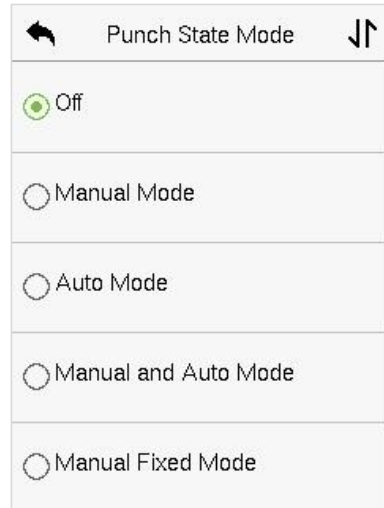 Punch State Mode
Off
Manual Mode
Auto Mode
Manual and Auto Mode
Manual Fixed Mode